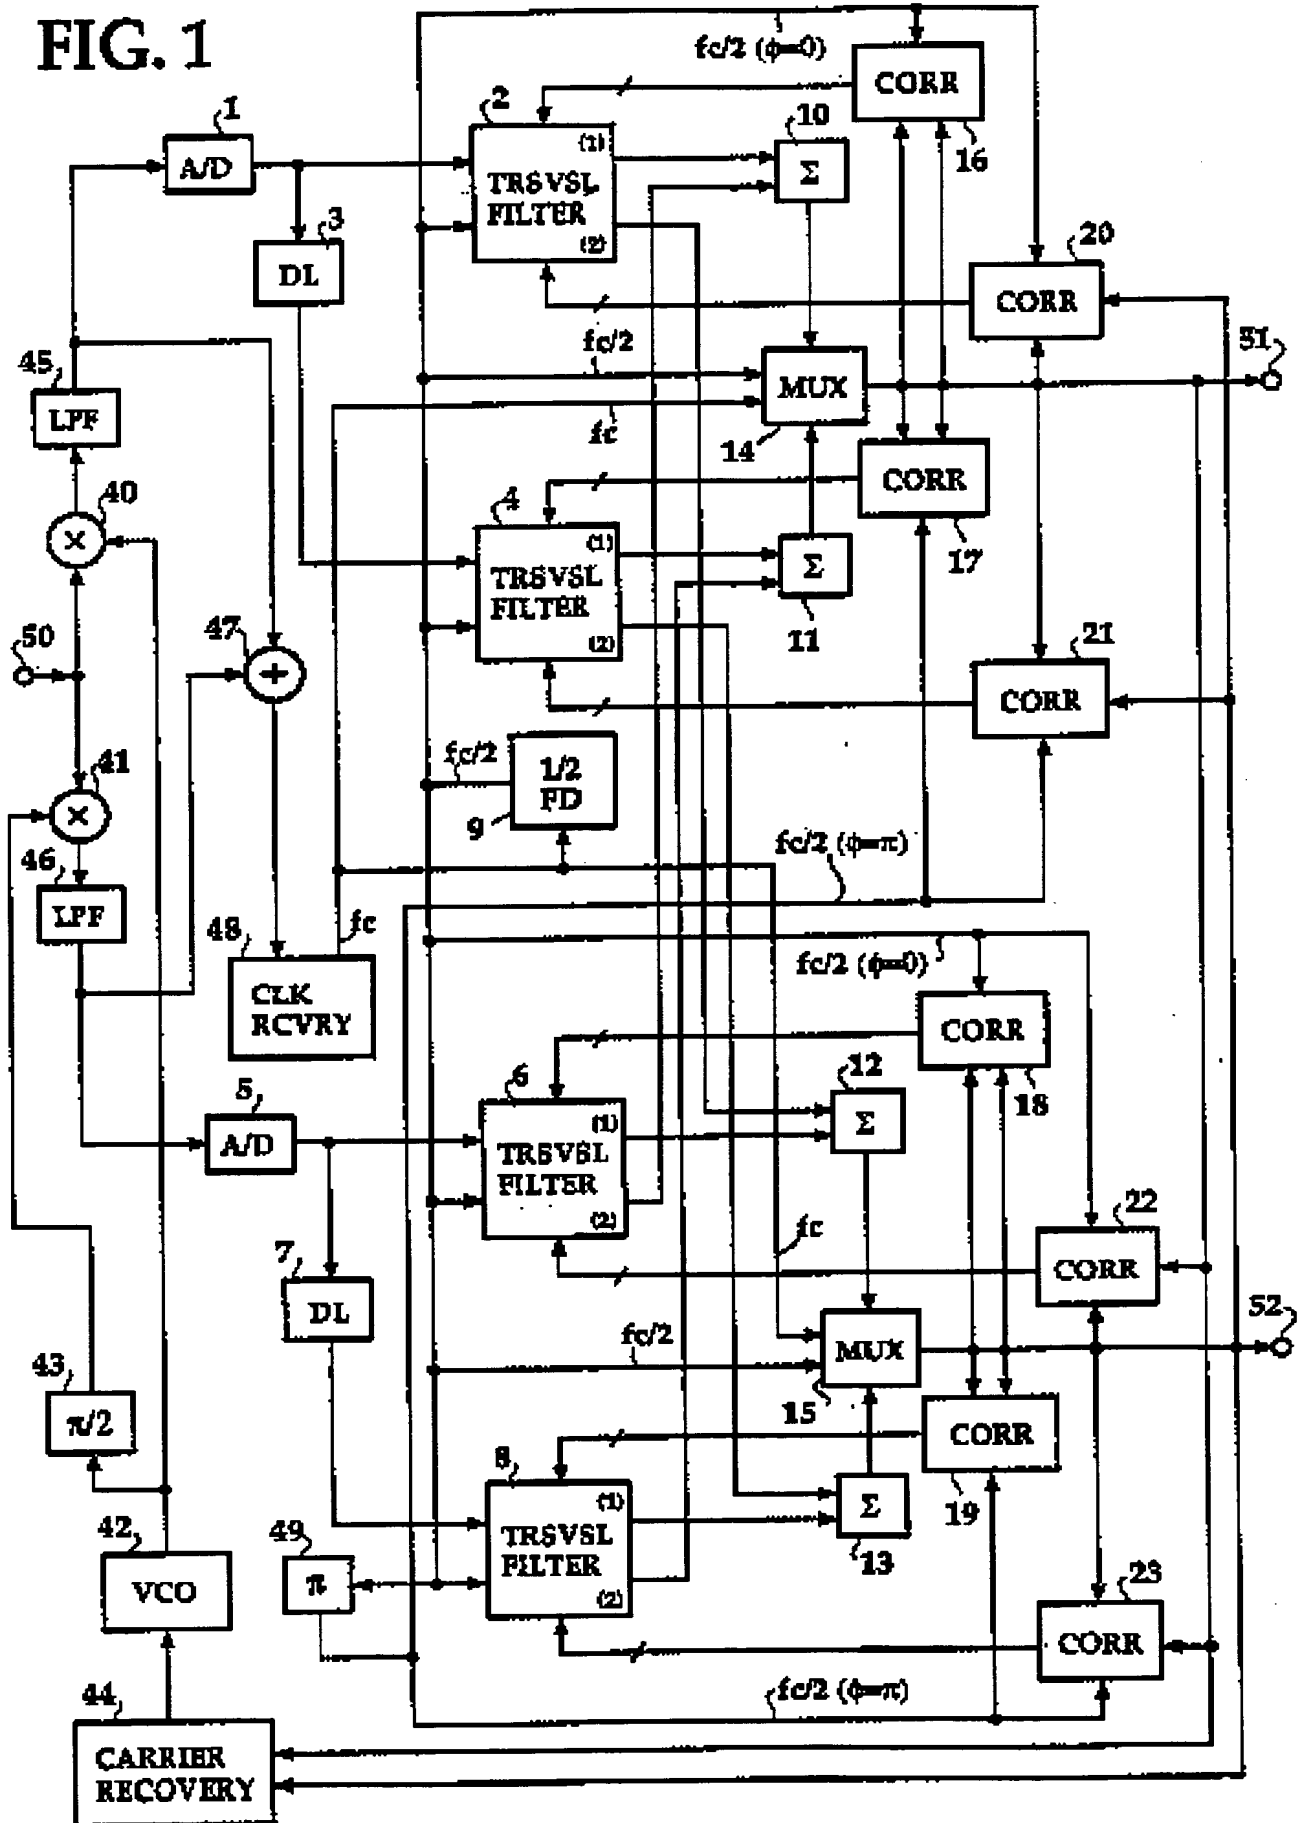 FIG. 1
fc/2 (ϕ=0)
CORR
16
1
A/D
2
(1)
TRSVSL
FILTER
(2)
10
Σ
3
DL
20
CORR
fc/2
MUX
14
fc
51
45
LPF
CORR
17
40
×
4
(1)
TRSVSL
FILTER
(2)
Σ
11
50
47
+
21
CORR
41
×
fc/2
1/2
FD
9
fc/2 (ϕ=π)
46
LPF
48
fc
CLK
RCVRY
fc/2 (ϕ=0)
CORR
18
5
A/D
6
(1)
TRSVSL
FILTER
(2)
12
Σ
fc
22
CORR
7
DL
52
fc/2
MUX
15
43
π/2
CORR
19
8
(1)
TRSVSL
FILTER
(2)
Σ
13
42
VCO
49
π
23
CORR
44
CARRIER
RECOVERY
fc/2 (ϕ=π)